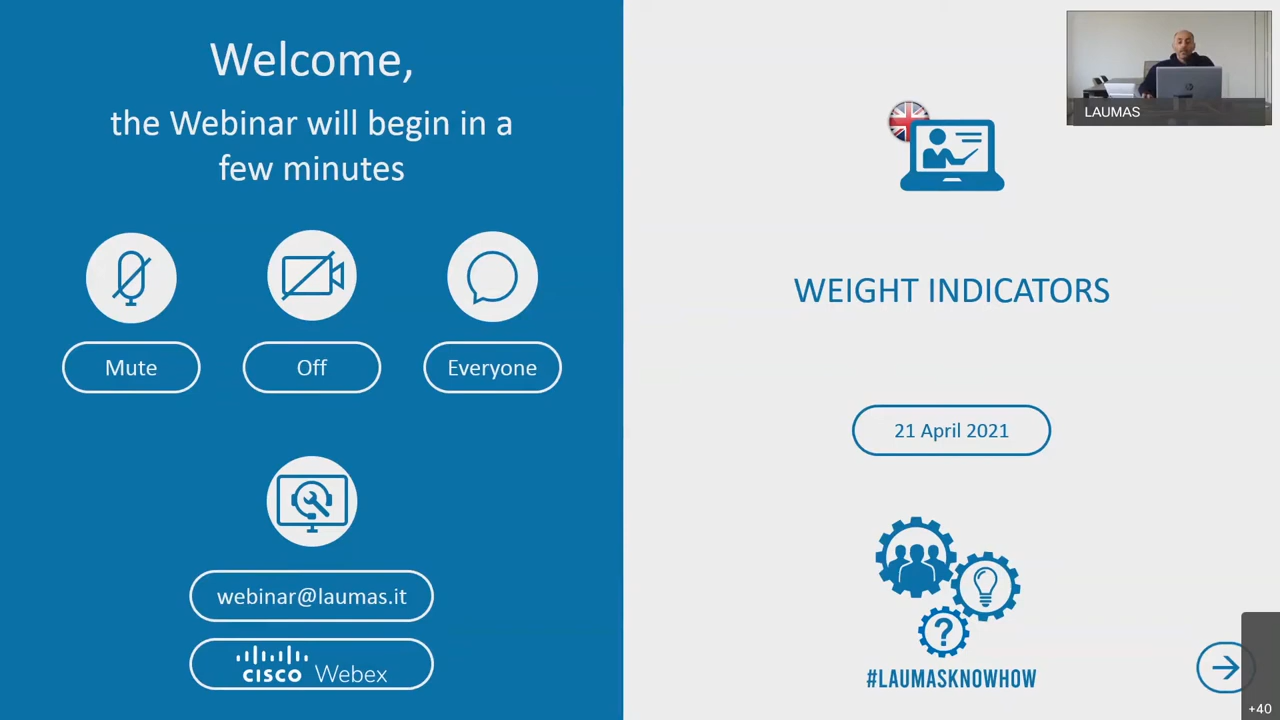 Welcome,
the Webinar will begin in a
few minutes
Mute
Off
Everyone
webinar@laumas.it
CISCO Webex
LAUMAS
WEIGHT INDICATORS
21 April 2021
?
#LAUMASKNOWHOW
+40